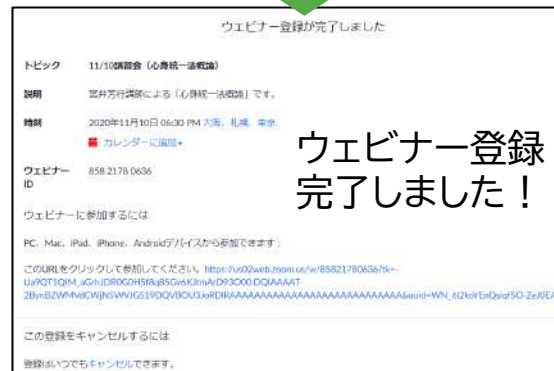 ウェビナー登録が完了しました
トピック 11/10講習会（心身統一法概論）
説明 宮井芳行講師による「心身統一法概論」です。
時刻 2020年11月10日 06:30 PM 大阪、札幌、東京
カレンダーに追加
ウェビナー登録
完了しました！
ウェビナー 858 2178 0636
ID
ウェビナーに参加するには
PC、Mac、iPad、iPhone、Androidデバイスから参加できます：
このURLをクリックして参加してください。
この登録をキャンセルするには
登録はいつでもキャンセルできます。